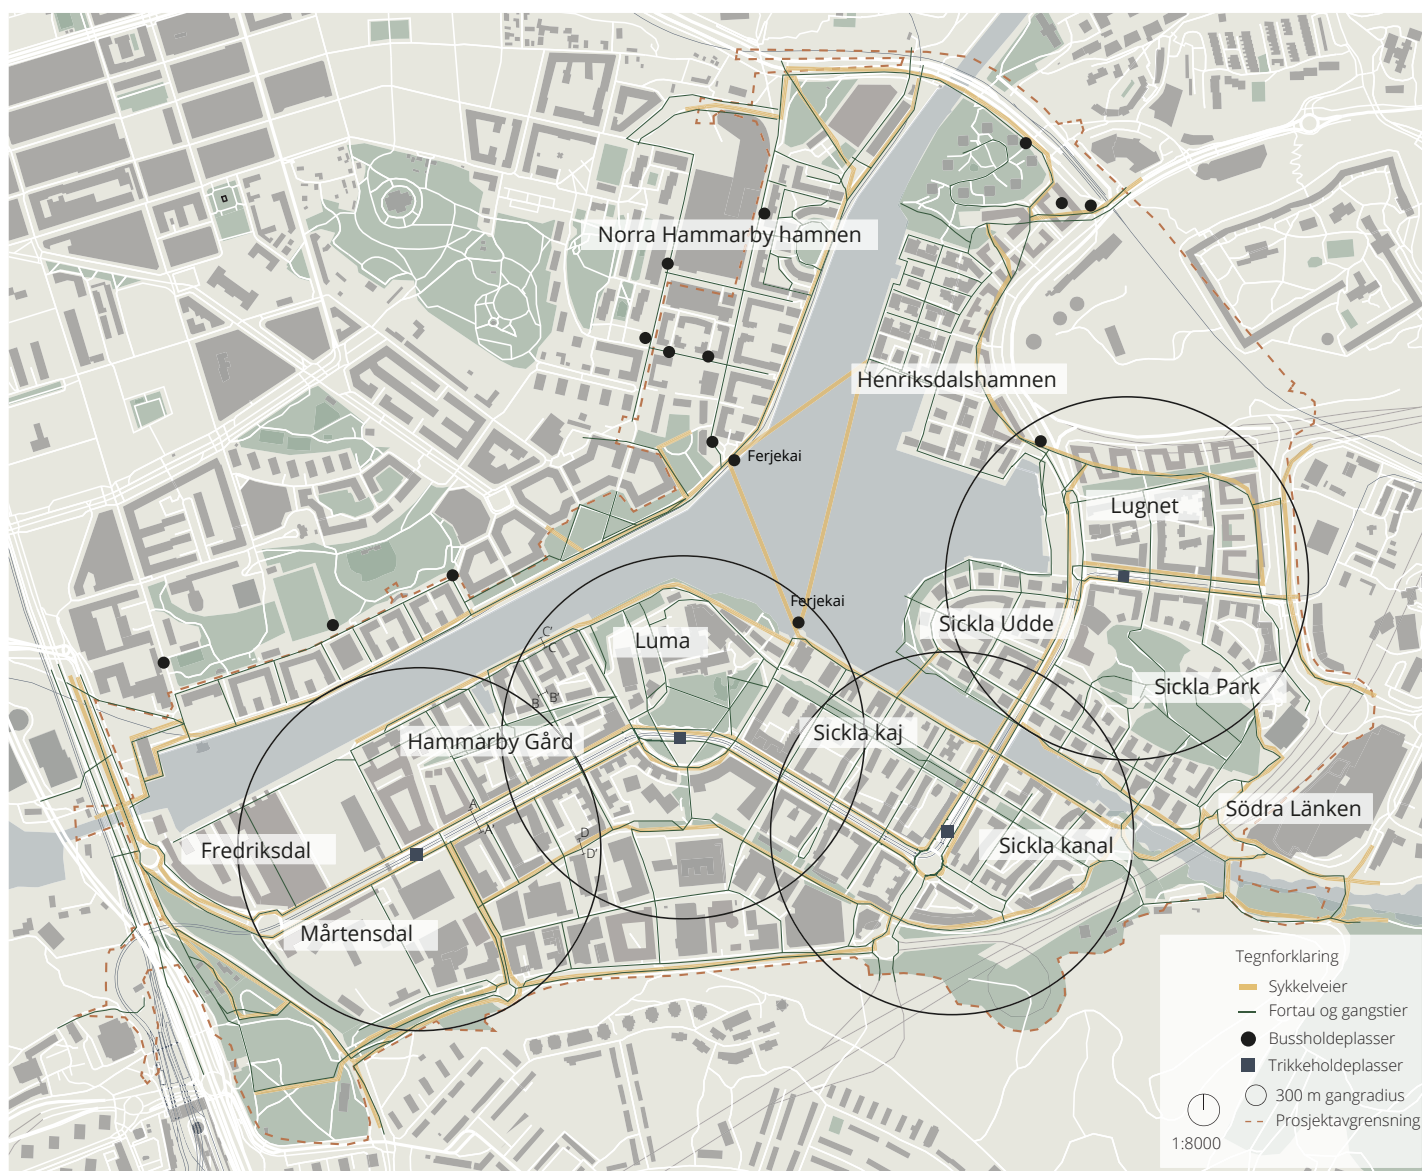 Norra Hammarby hamnen
Henriksdalshamnen
Ferjekai
Lugnet
Ferjekai
Sickla Udde
C'
C
Luma
Sickla Park
B B'
Sickla kaj
Hammarby Gård
A
A'
Södra Länken
D
D'
Sickla kanal
Fredriksdal
Mårtensdal
Tegnforklaring
Sykkelveier
Fortau og gangstier
Bussholdeplasser
Trikkeholdeplasser
300 m gangradius
Prosjektavgrensning
1:8000